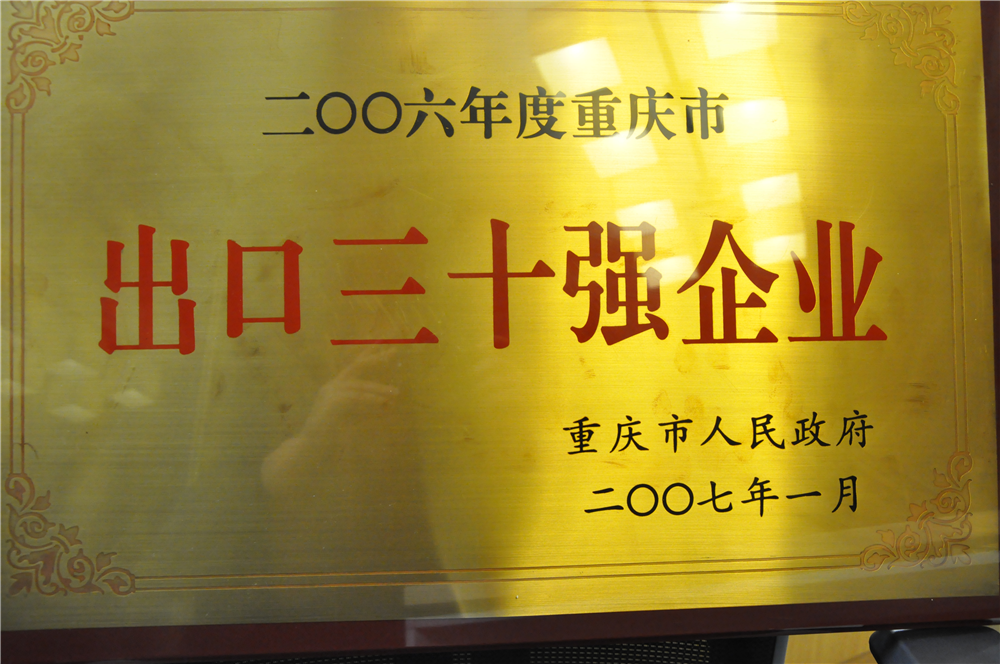 二〇〇六年度重庆市
出口三十强企业
重庆市人民政府
二〇〇七年一月